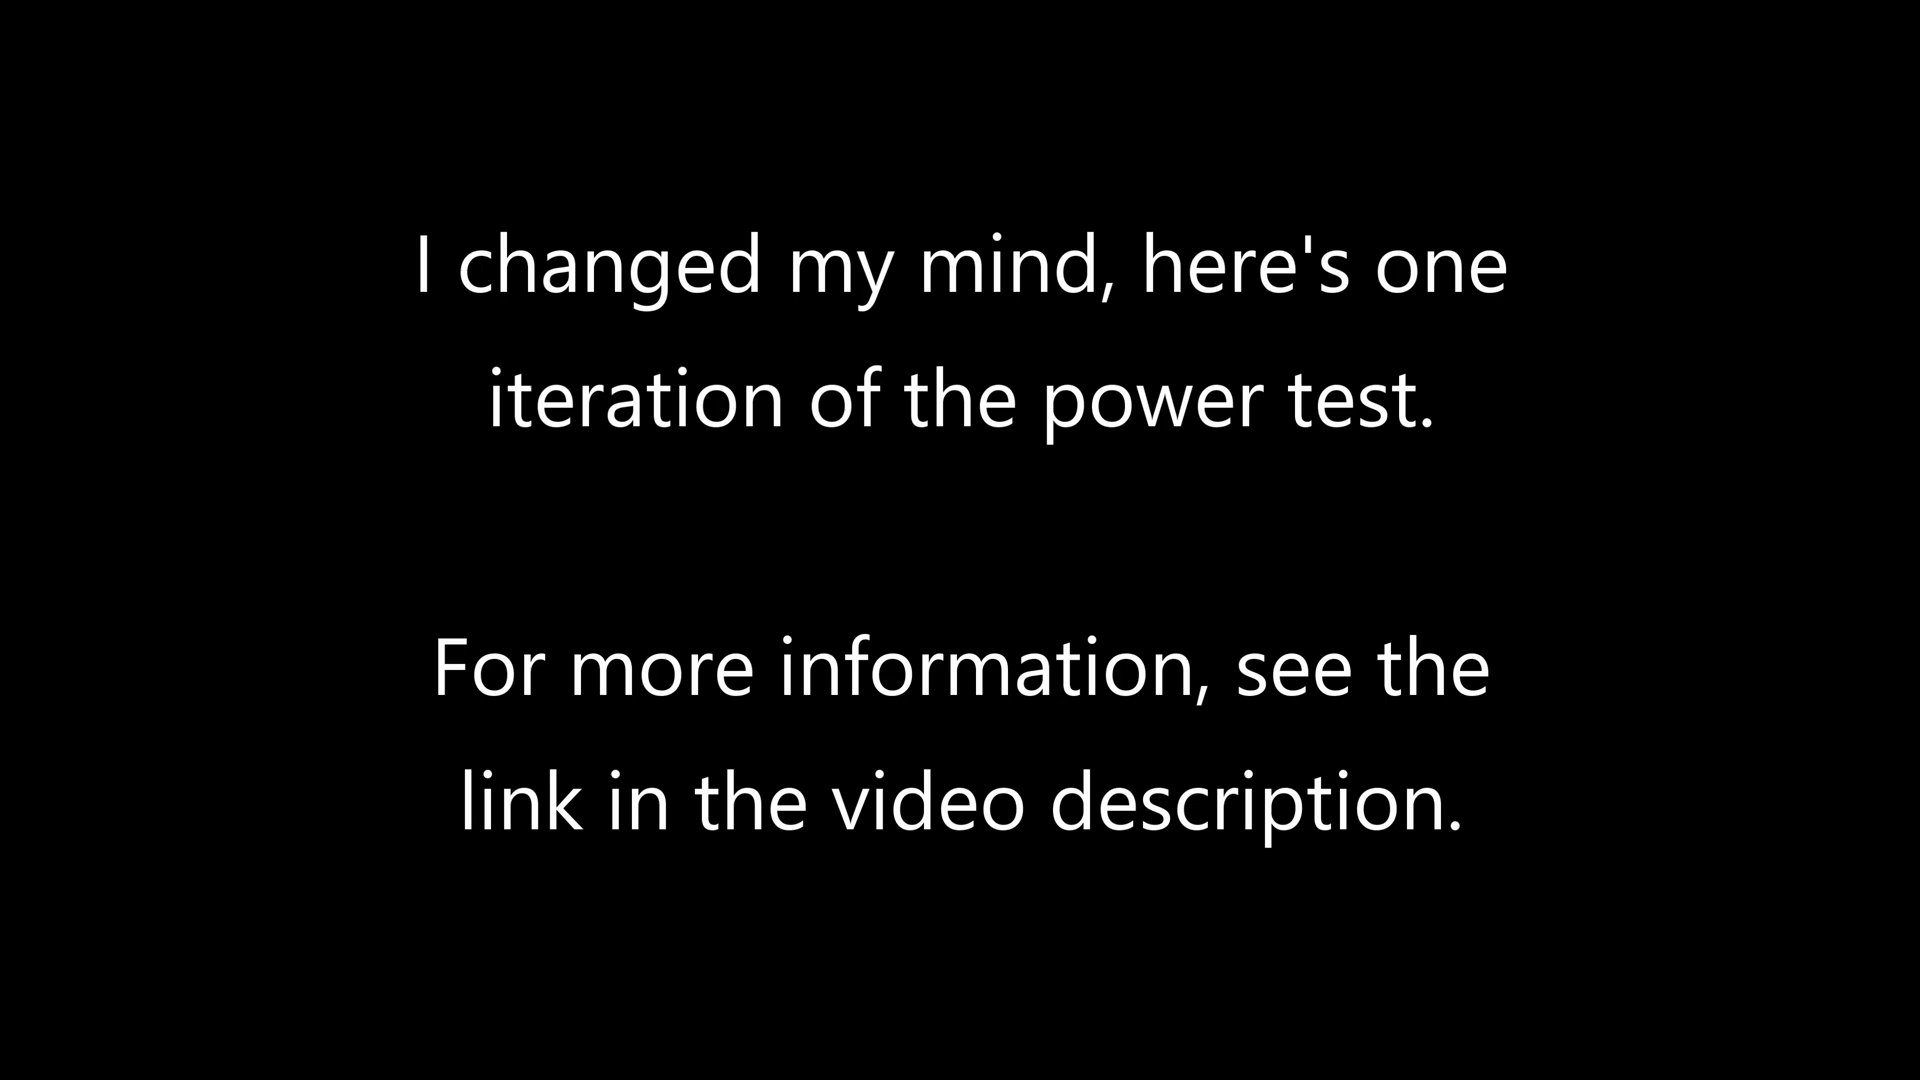 I changed my mind, here's one
iteration of the power test.
For more information, see the
link in the video description.